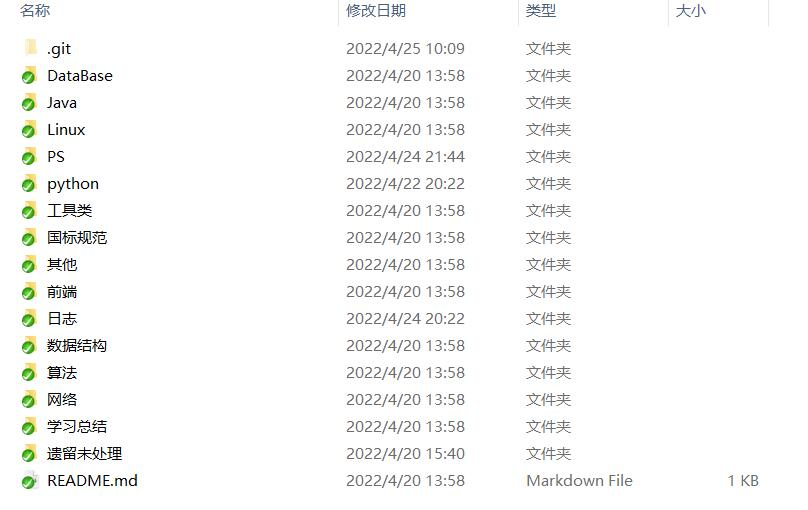 名称 修改日期 类型 大小
.git 2022/4/25 10:09 文件夹
DataBase 2022/4/20 13:58 文件夹
Java 2022/4/20 13:58 文件夹
Linux 2022/4/20 13:58 文件夹
PS 2022/4/24 21:44 文件夹
python 2022/4/22 20:22 文件夹
工具类 2022/4/20 13:58 文件夹
国标规范 2022/4/20 13:58 文件夹
其他 2022/4/20 13:58 文件夹
前端 2022/4/20 13:58 文件夹
日志 2022/4/24 20:22 文件夹
数据结构 2022/4/20 13:58 文件夹
算法 2022/4/20 13:58 文件夹
网络 2022/4/20 13:58 文件夹
学习总结 2022/4/20 13:58 文件夹
遗留未处理 2022/4/20 15:40 文件夹
README.md 2022/4/20 13:58 Markdown File 1 KB